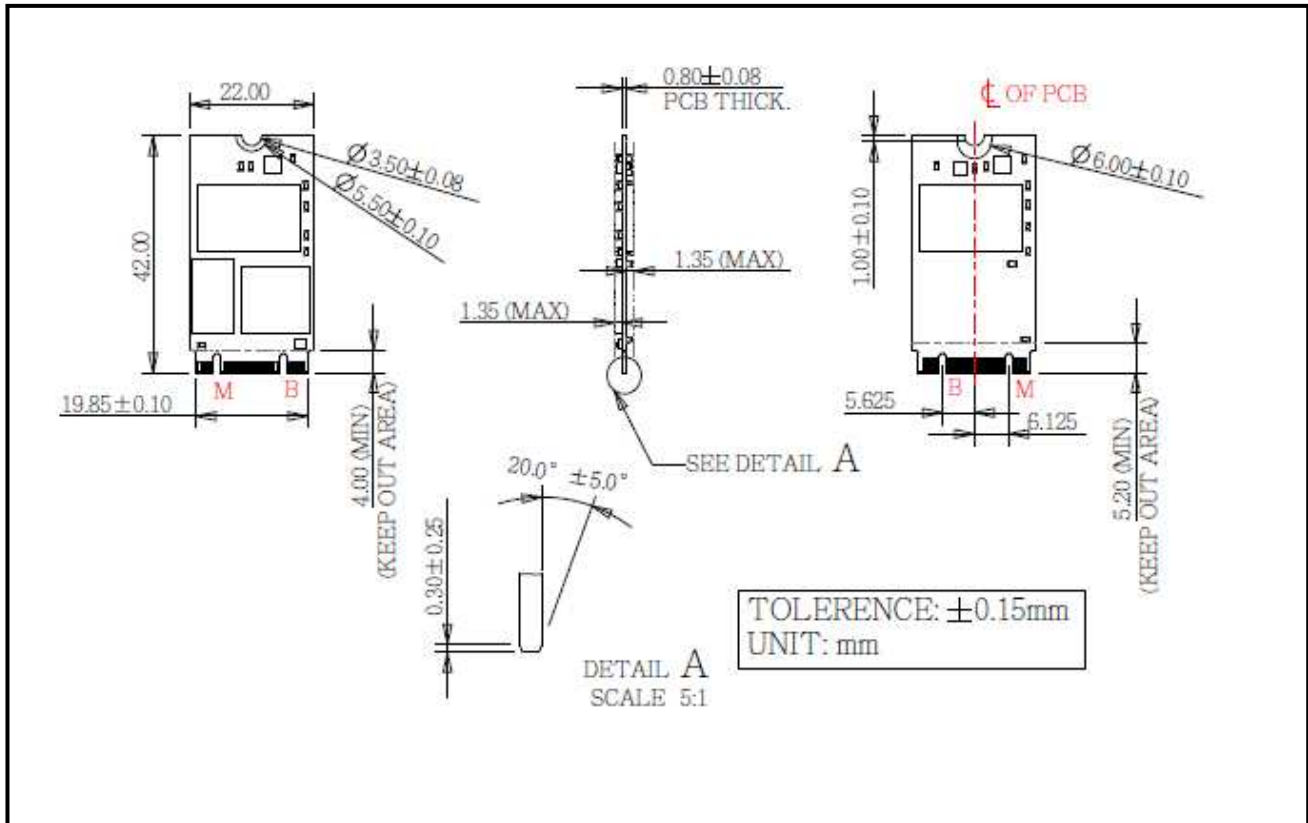 22.00
0.80±0.08
PCB THICK.
℄ OF PCB
Ø3.50±0.08
Ø5.50±0.10
Ø6.00±0.10
42.00
1.00±0.10
1.35 (MAX)
1.35 (MAX)
M
B
19.85±0.10
4.00 (MIN)
(KEEP OUT AREA)
B
M
5.625
6.125
5.20 (MIN)
(KEEP OUT AREA)
SEE DETAIL A
20.0° ±5.0°
0.30±0.25
DETAIL A
SCALE 5:1
TOLERENCE: ±0.15mm
UNIT: mm